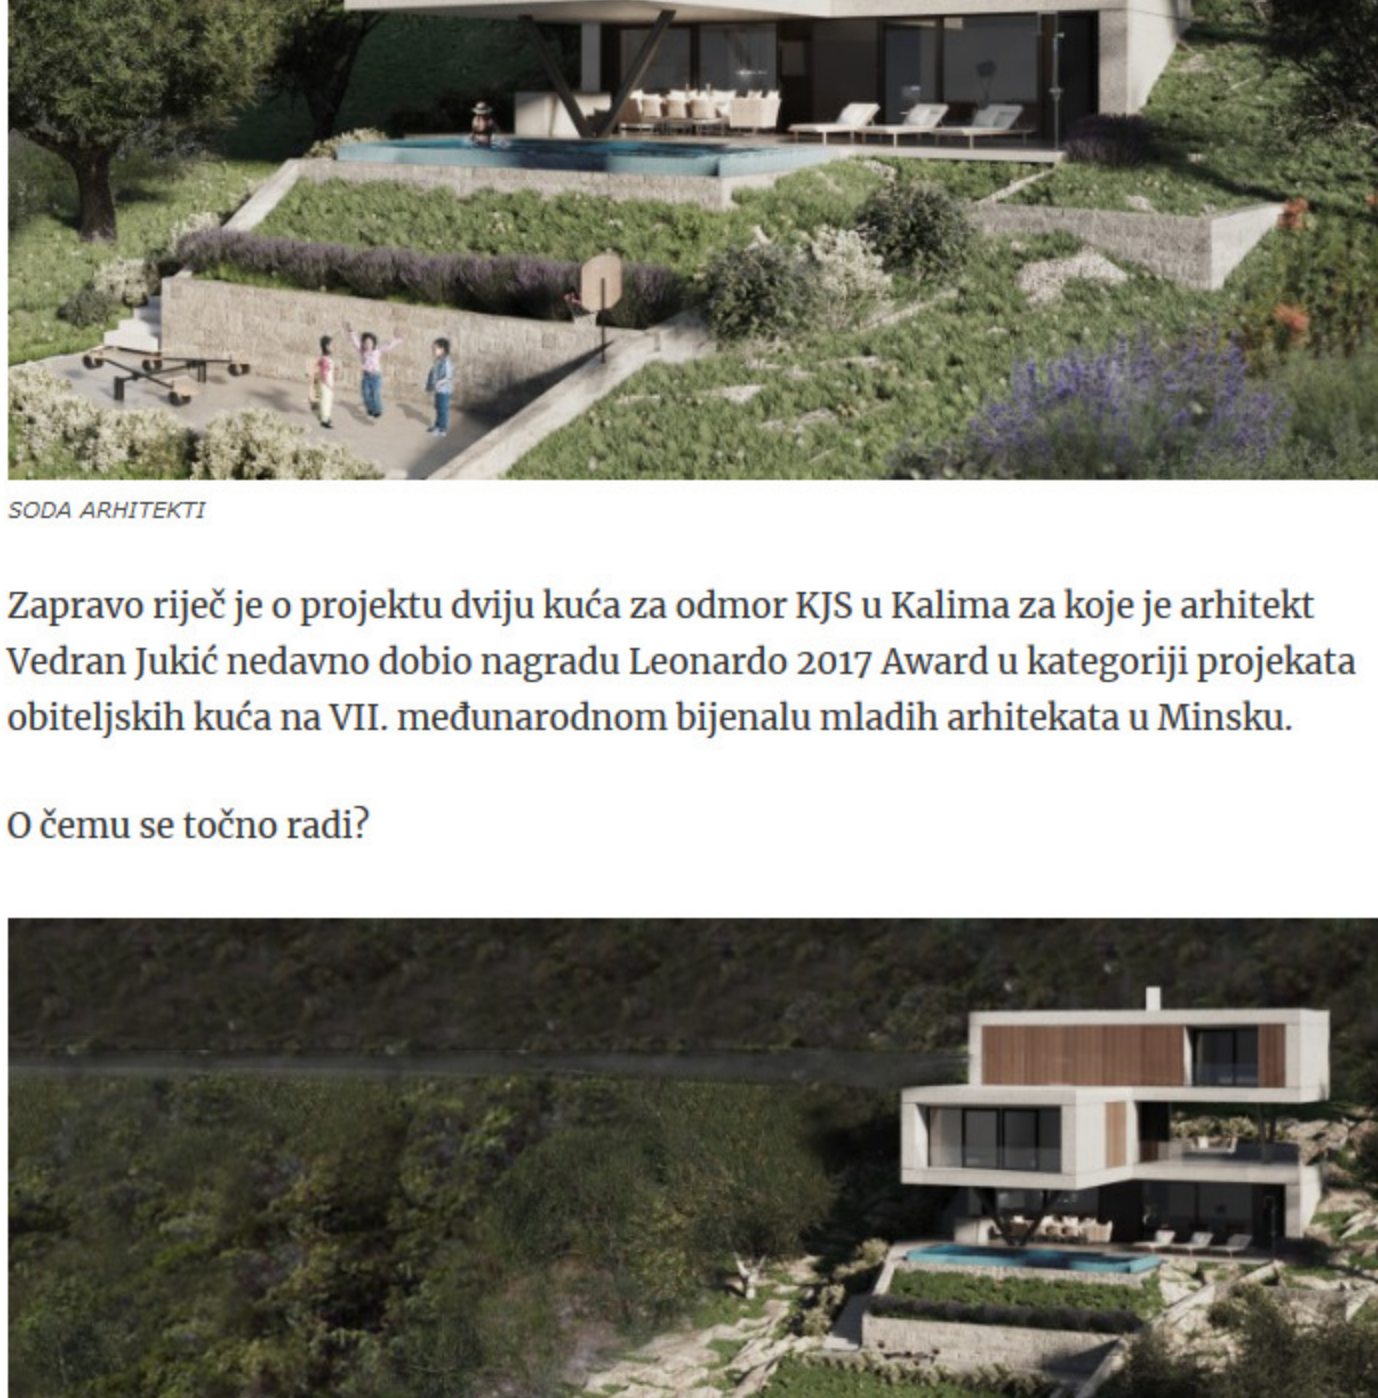 SODA ARHITEKTI
Zapravo riječ je o projektu dviju kuća za odmor KJS u Kalima za koje je arhitekt
Vedran Jukić nedavno dobio nagradu Leonardo 2017 Award u kategoriji projekata
obiteljskih kuća na VII. međunarodnom bijenalu mladih arhitekata u Minsku.
O čemu se točno radi?